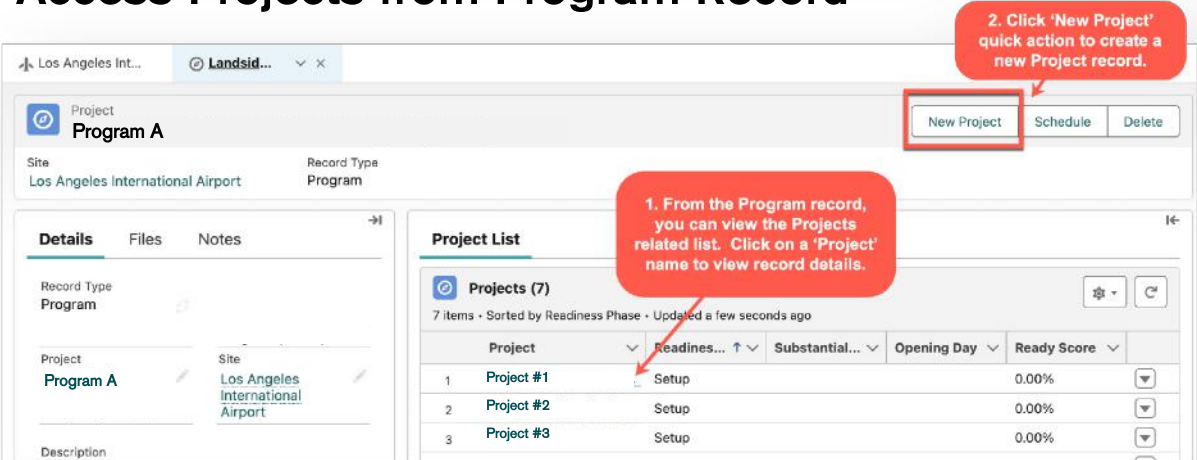 Access Projects from Program Record
2. Click ‘New Project’
quick action to create a
new Project record.
Los Angeles Int...
Landsid...
Project
Program A
New Project
Schedule
Delete
Site
Los Angeles International Airport
Record Type
Program
1. From the Program record,
you can view the Projects
related list. Click on a ‘Project’
name to view record details.
Details Files Notes
Record Type
Program
Project
Program A
Site
Los Angeles
International
Airport
Description
Project List
Projects (7)
7 items • Sorted by Readiness Phase • Updated a few seconds ago
Project Readines... Substantial... Opening Day Ready Score
1 Project #1 Setup 0.00%
2 Project #2 Setup 0.00%
3 Project #3 Setup 0.00%